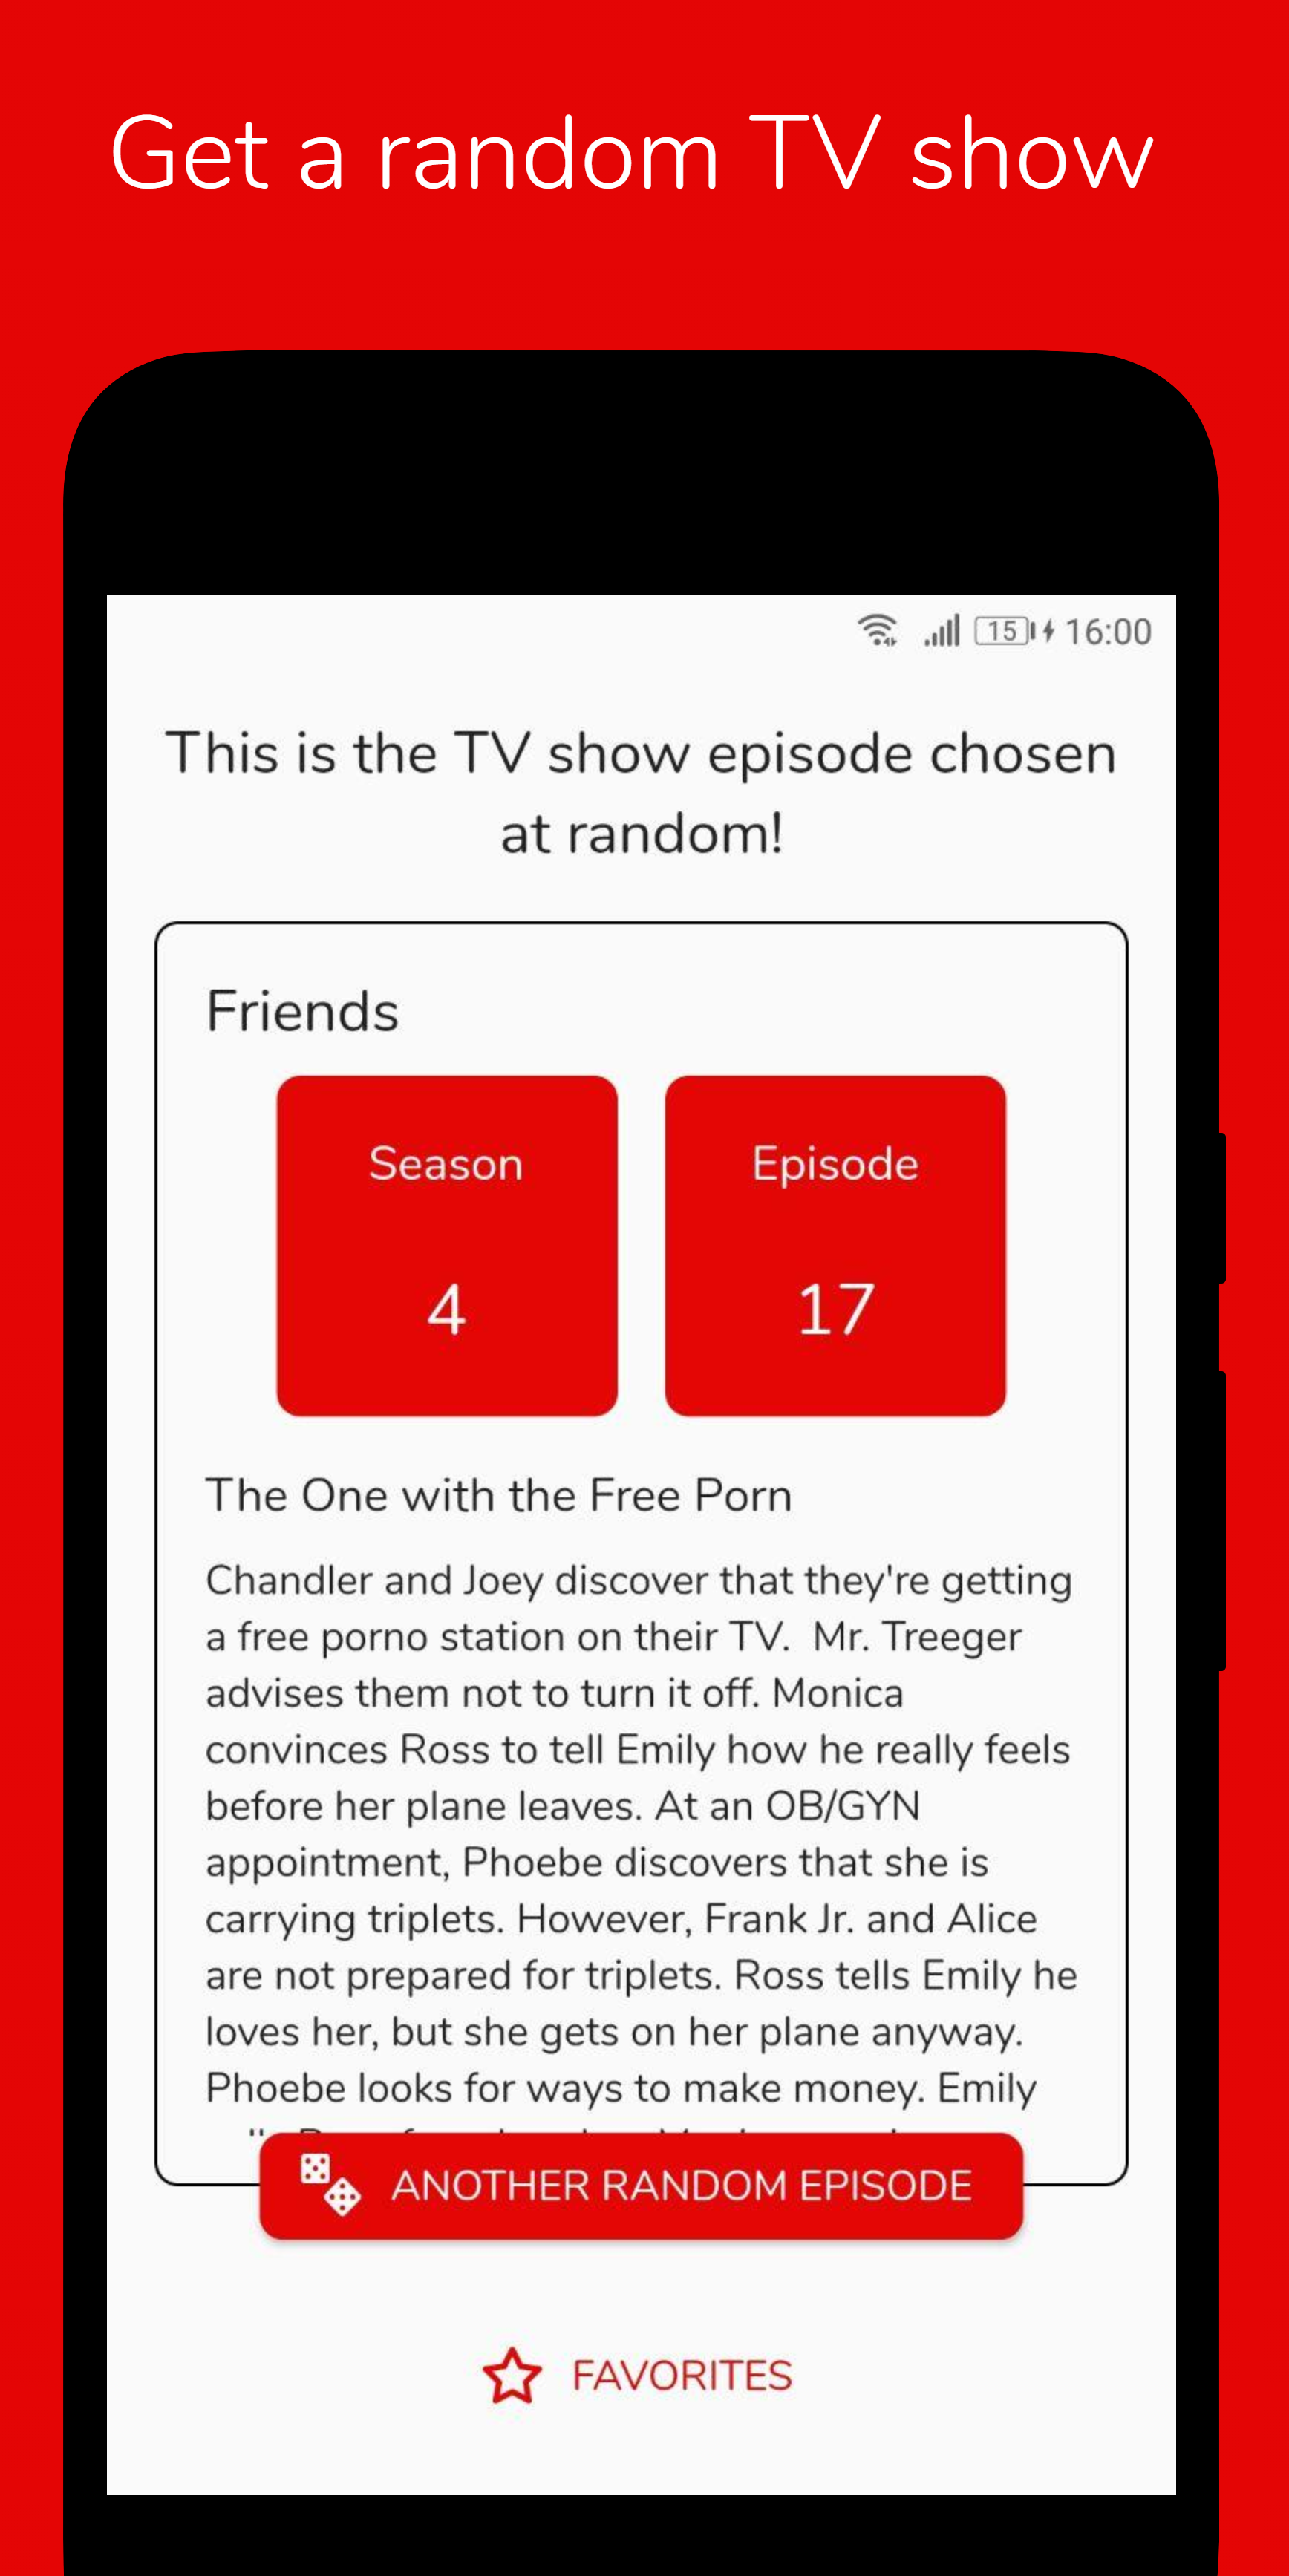 Get a random TV show
15 16:00
This is the TV show episode chosen
at random!
Friends
Season
Episode
4
17
The One with the Free Porn
Chandler and Joey discover that they're getting
a free porno station on their TV.  Mr. Treeger
advises them not to turn it off. Monica
convinces Ross to tell Emily how he really feels
before her plane leaves. At an OB/GYN
appointment, Phoebe discovers that she is
carrying triplets. However, Frank Jr. and Alice
are not prepared for triplets. Ross tells Emily he
loves her, but she gets on her plane anyway.
Phoebe looks for ways to make money. Emily
ANOTHER RANDOM EPISODE
FAVORITES